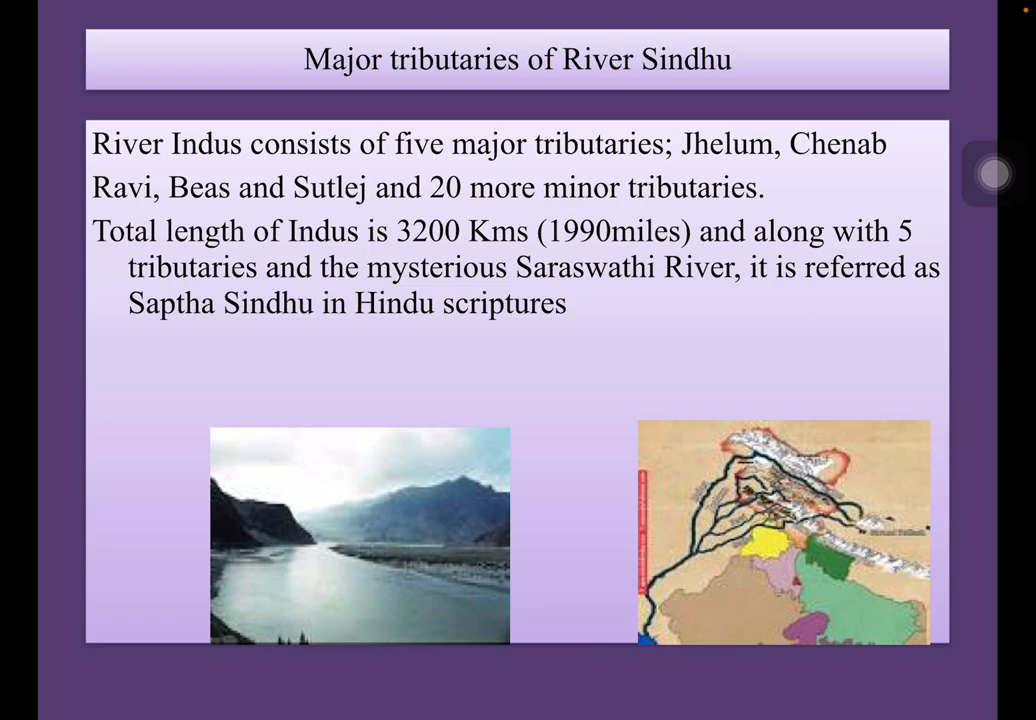 Major tributaries of River Sindhu
River Indus consists of five major tributaries; Jhelum, Chenab
Ravi, Beas and Sutlej and 20 more minor tributaries.
Total length of Indus is 3200 Kms (1990miles) and along with 5
tributaries and the mysterious Saraswathi River, it is referred as
Saptha Sindhu in Hindu scriptures